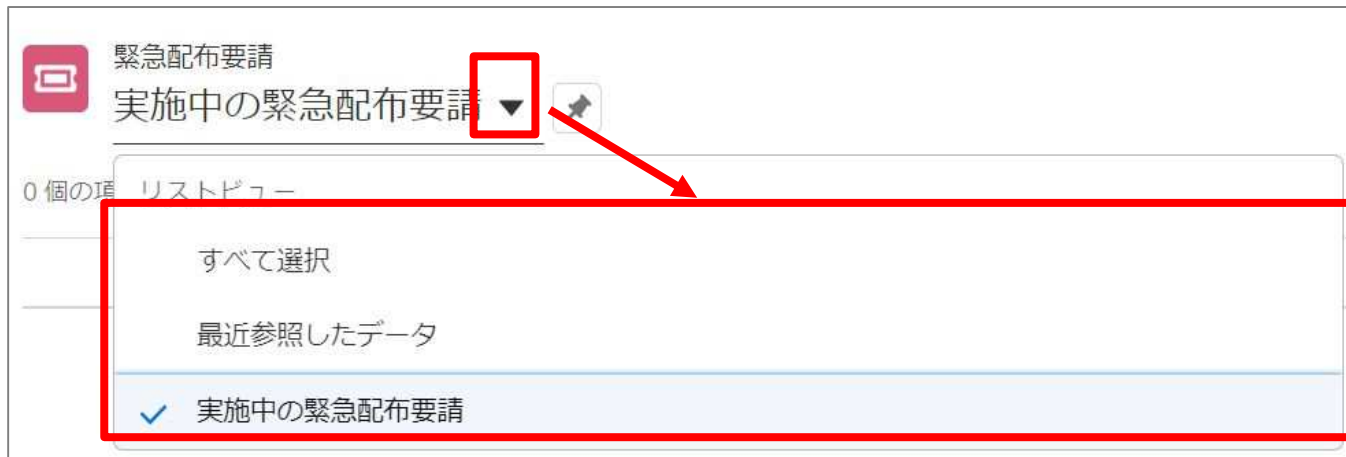 緊急配布要請
実施中の緊急配布要請
0 個の項
リストビュー
すべて選択
最近参照したデータ
実施中の緊急配布要請